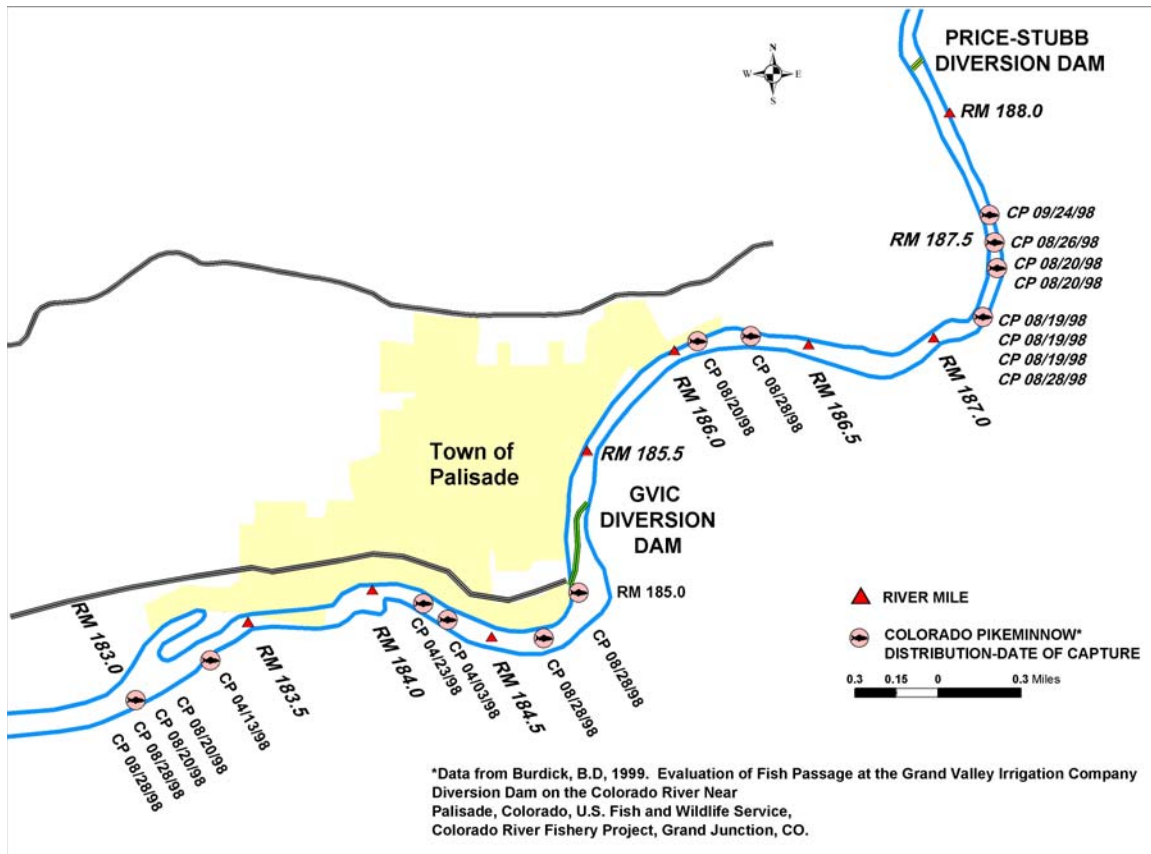 PRICE-STUBB
DIVERSION DAM
N
W
E
S
RM 188.0
CP 09/24/98
RM 187.5
CP 08/26/98
CP 08/20/98
CP 08/20/98
CP 08/19/98
CP 08/19/98
CP 08/19/98
CP 08/28/98
RM 187.0
RM 186.5
CP 08/28/98
CP 08/20/98
RM 186.0
RM 185.5
Town of
Palisade
GVIC
DIVERSION
DAM
RM 185.0
CP 08/28/98
CP 08/28/98
RM 184.5
CP 04/03/98
CP 04/23/98
RM 184.0
RM 183.5
CP 04/13/98
RM 183.0
CP 08/20/98
CP 08/20/98
CP 08/28/98
CP 08/28/98
RIVER MILE
COLORADO PIKEMINNOW*
DISTRIBUTION-DATE OF CAPTURE
0.3 0.15 0 0.3 Miles
*Data from Burdick, B.D, 1999. Evaluation of Fish Passage at the Grand Valley Irrigation Company
Diversion Dam on the Colorado River Near
Palisade, Colorado, U.S. Fish and Wildlife Service,
Colorado River Fishery Project, Grand Junction, CO.